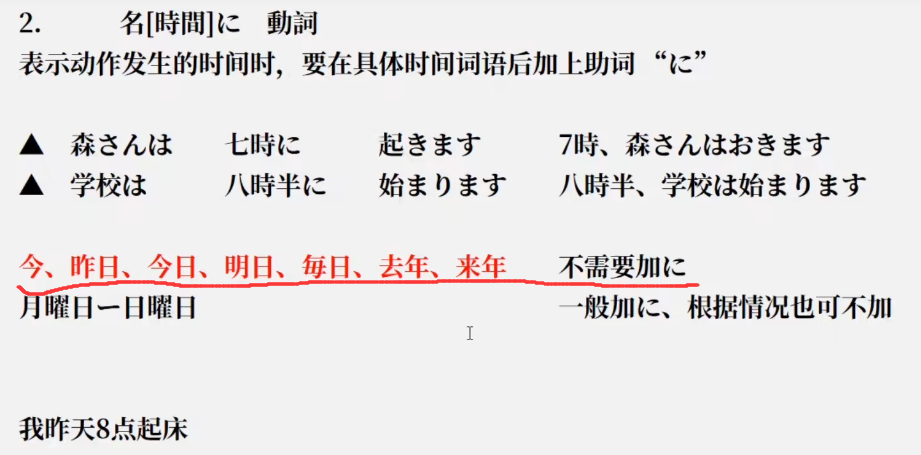 2. 名[時間]に 動詞
表示动作发生的时间时，要在具体时间词语后加上助词 “に”
▲ 森さんは 七時に 起きます 7時、森さんはおきます
▲ 学校は 八時半に 始まります 八時半、学校は始まります
今、昨日、今日、明日、毎日、去年、来年 不需要加に
月曜日ー日曜日 一般加に、根据情况也可不加
我昨天8点起床